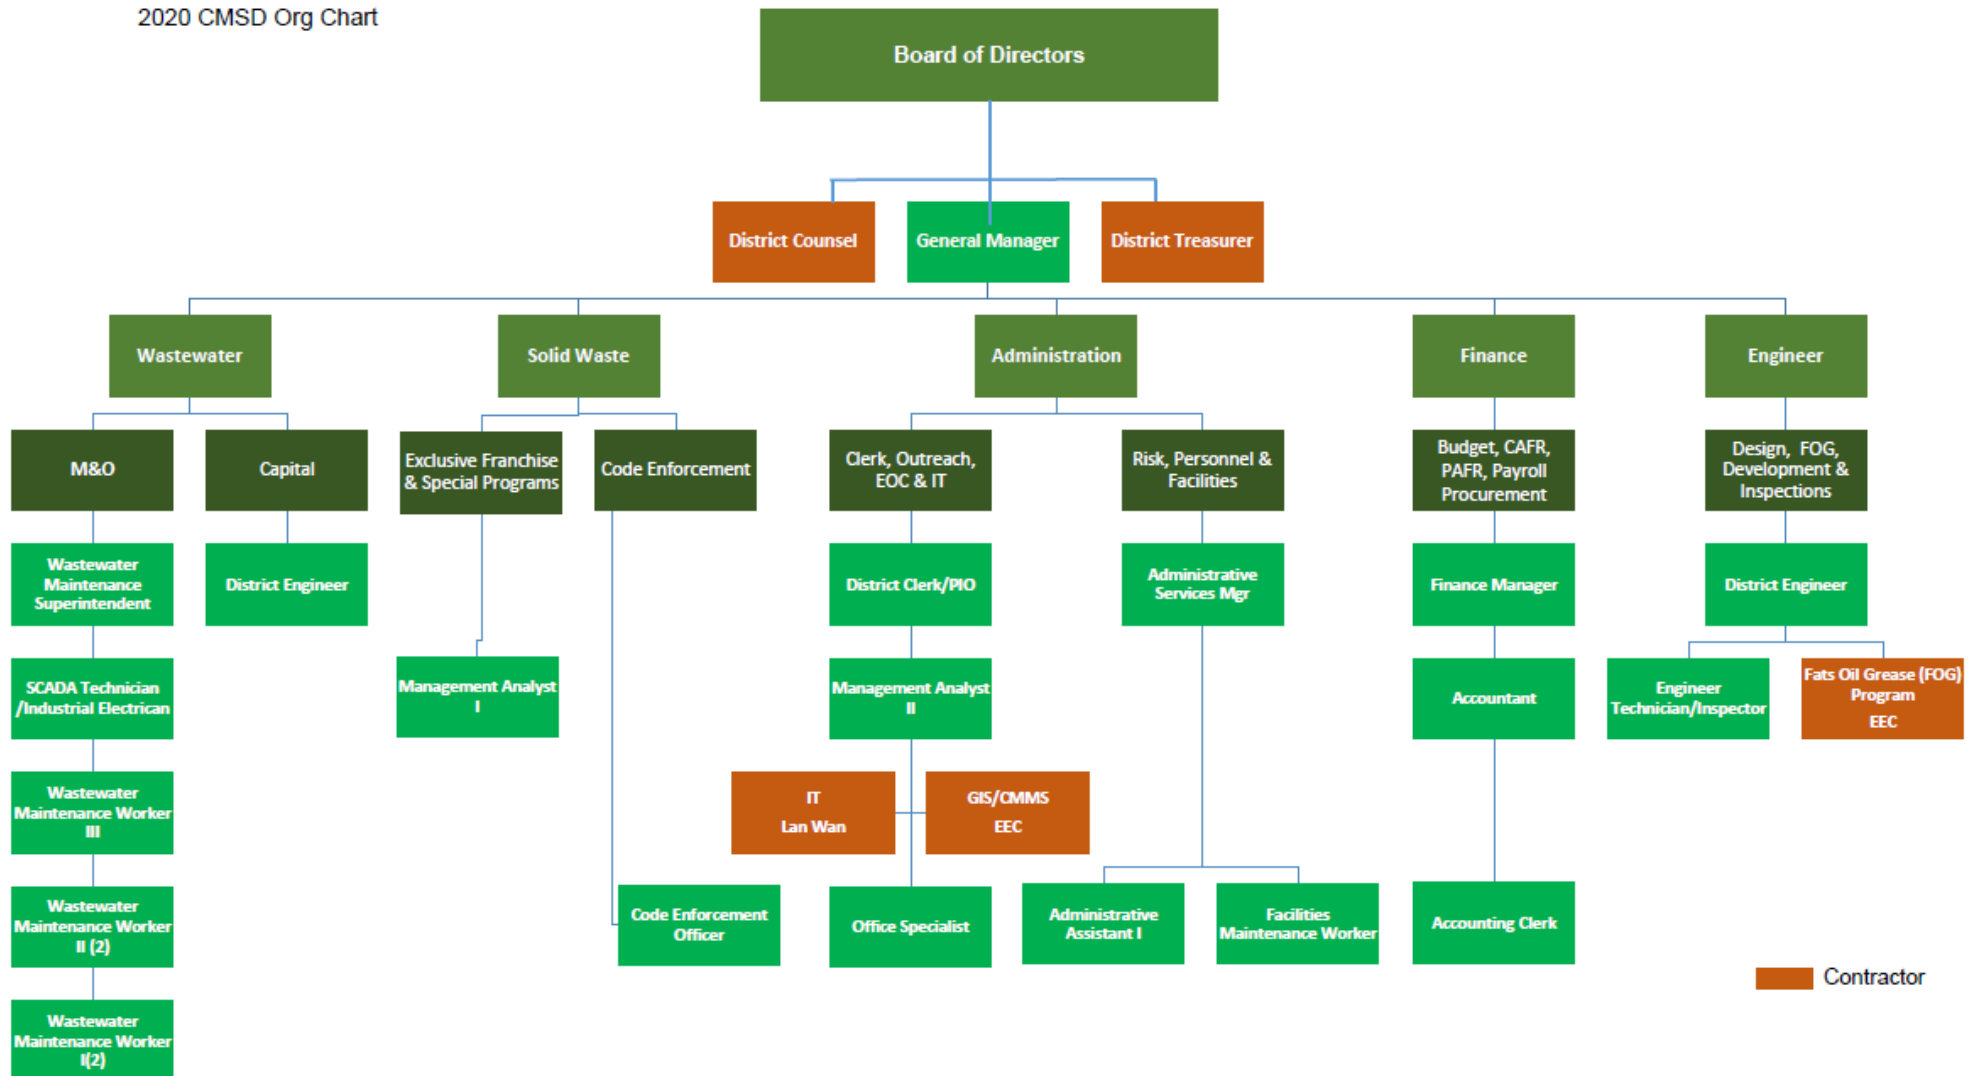 2020 CMSD Org Chart
Board of Directors
District Counsel
General Manager
District Treasurer
Wastewater
Solid Waste
Administration
Finance
Engineer
M&O
Capital
Exclusive Franchise
& Special Programs
Code Enforcement
Clerk, Outreach,
EOC & IT
Risk, Personnel &
Facilities
Budget, CAFR,
PAFR, Payroll
Procurement
Design, FOG,
Development &
Inspections
Wastewater
Maintenance
Superintendent
District Engineer
District Clerk/PIO
Administrative
Services Mgr
Finance Manager
District Engineer
SCADA Technician
/Industrial Electrican
Management Analyst
I
Management Analyst
II
Accountant
Engineer
Technician/Inspector
Fats Oil Grease (FOG)
Program
EEC
Wastewater
Maintenance Worker
III
IT
Lan Wan
GIS/CMMS
EEC
Wastewater
Maintenance Worker
II (2)
Code Enforcement
Officer
Office Specialist
Administrative
Assistant I
Facilities
Maintenance Worker
Accounting Clerk
Contractor
Wastewater
Maintenance Worker
I(2)